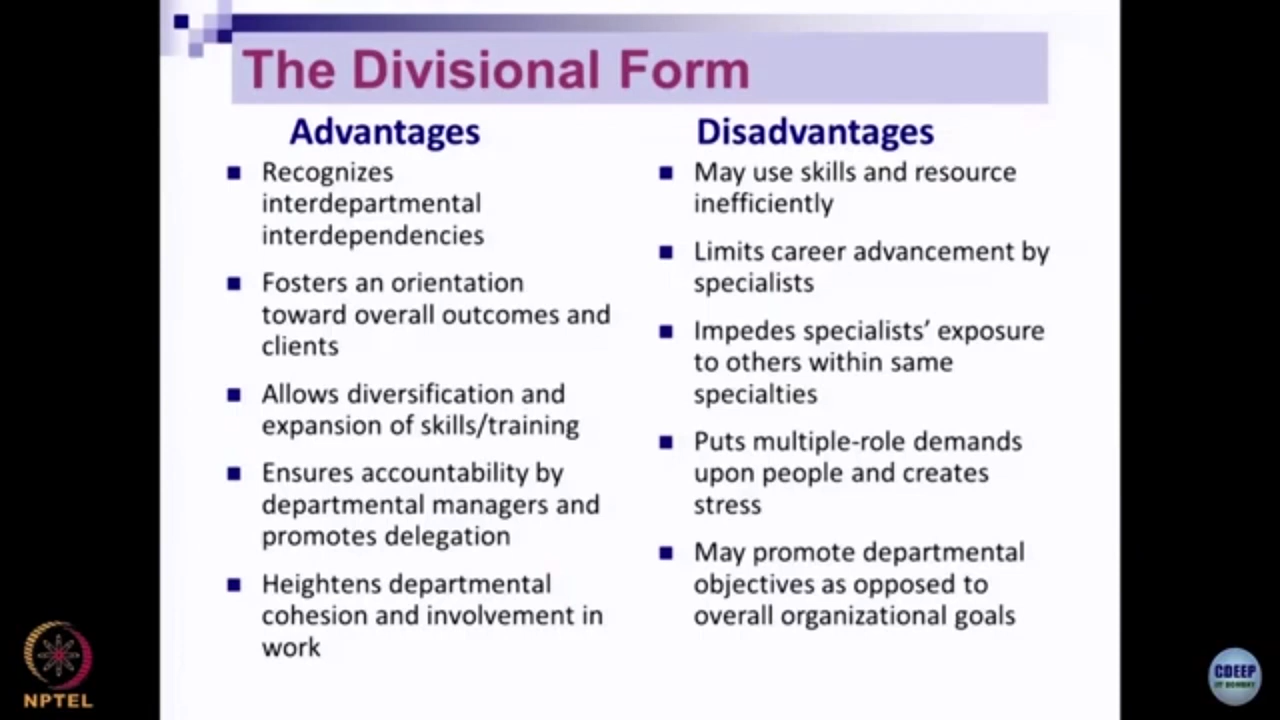 The Divisional Form
Advantages
Recognizes
interdepartmental
interdependencies
Fosters an orientation
toward overall outcomes and
clients
Allows diversification and
expansion of skills/training
Ensures accountability by
departmental managers and
promotes delegation
Heightens departmental
cohesion and involvement in
work
Disadvantages
May use skills and resource
inefficiently
Limits career advancement by
specialists
Impedes specialists’ exposure
to others within same
specialties
Puts multiple-role demands
upon people and creates
stress
May promote departmental
objectives as opposed to
overall organizational goals
NPTEL
CDEEP
IIT BOMBAY